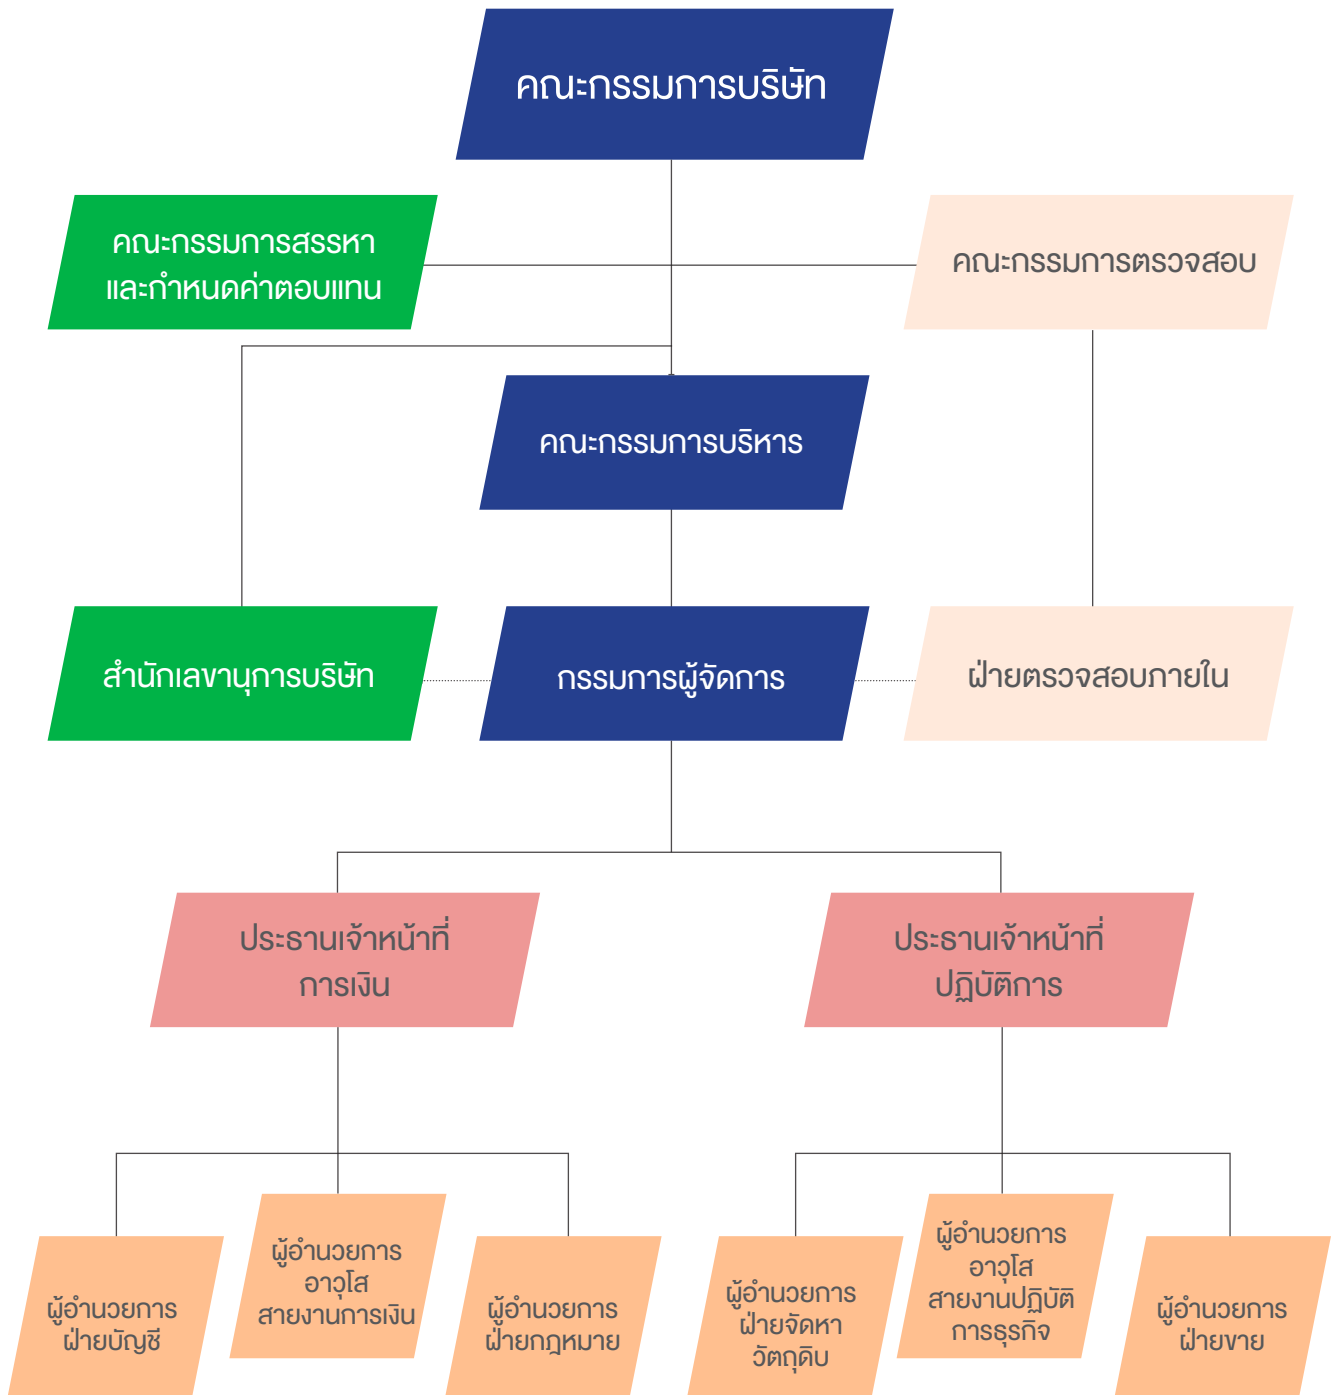 คณะกรรมการบริษัท
คณะกรรมการสรรหา
และกำหนดค่าตอบแทน
คณะกรรมการตรวจสอบ
คณะกรรมการบริหาร
สำนักเลขานุการบริษัท
กรรมการผู้จัดการ
ฝ่ายตรวจสอบภายใน
ประธานเจ้าหน้าที่
การเงิน
ประธานเจ้าหน้าที่
ปฏิบัติการ
ผู้อำนวยการ
ฝ่ายบัญชี
ผู้อำนวยการ
อาวุโส
สายงานการเงิน
ผู้อำนวยการ
ฝ่ายกฎหมาย
ผู้อำนวยการ
ฝ่ายจัดหา
วัตถุดิบ
ผู้อำนวยการ
อาวุโส
สายงานปฏิบัติ
การธุรกิจ
ผู้อำนวยการ
ฝ่ายขาย